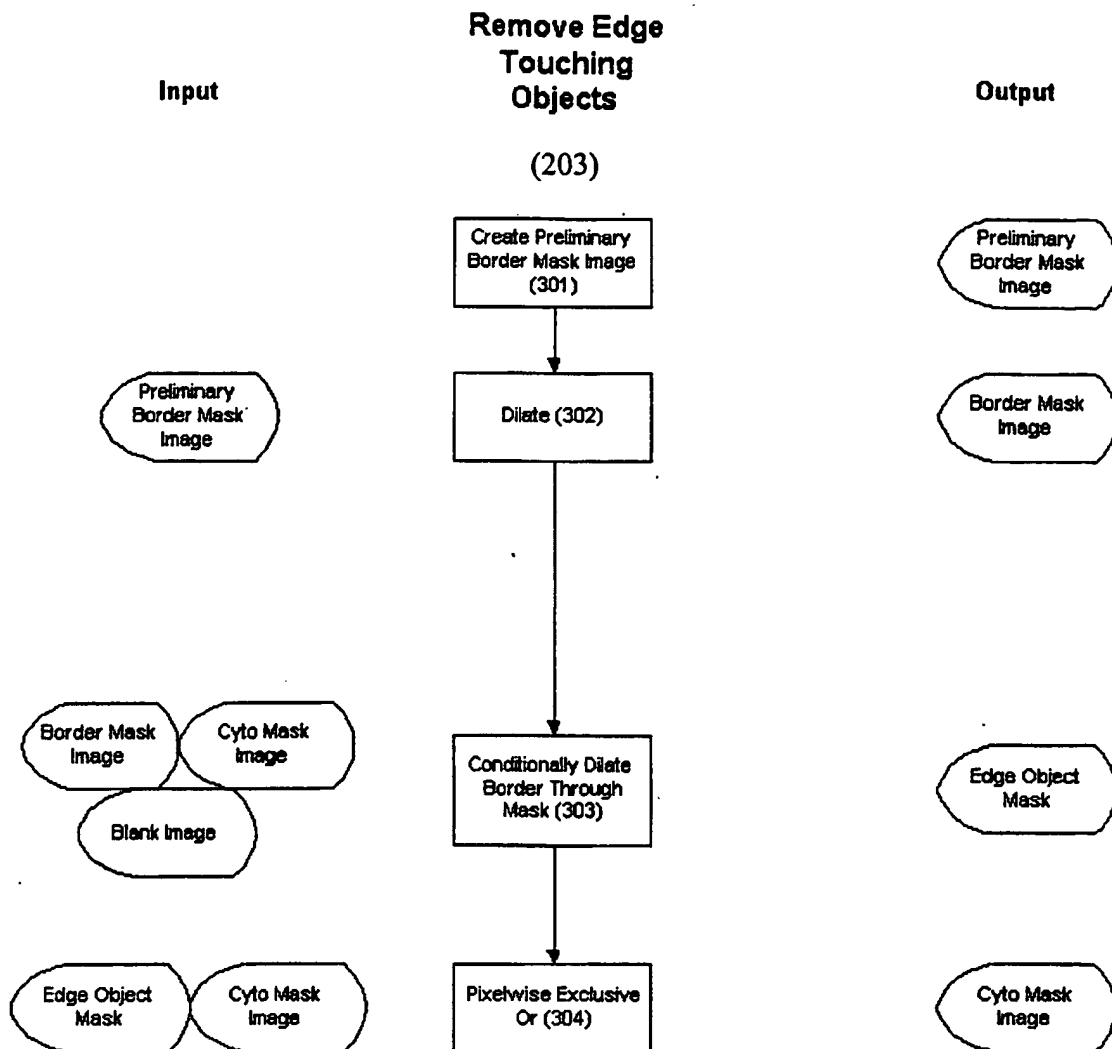 Remove Edge
Touching
Objects
Input
Output
(203)
Create Preliminary
Border Mask Image
(301)
Preliminary
Border Mask
Image
Preliminary
Border Mask
Image
Dilate (302)
Border Mask
Image
Border Mask
Image
Cyto Mask
Image
Blank Image
Conditionally Dilate
Border Through
Mask (303)
Edge Object
Mask
Edge Object
Mask
Cyto Mask
Image
Pixelwise Exclusive
Or (304)
Cyto Mask
Image